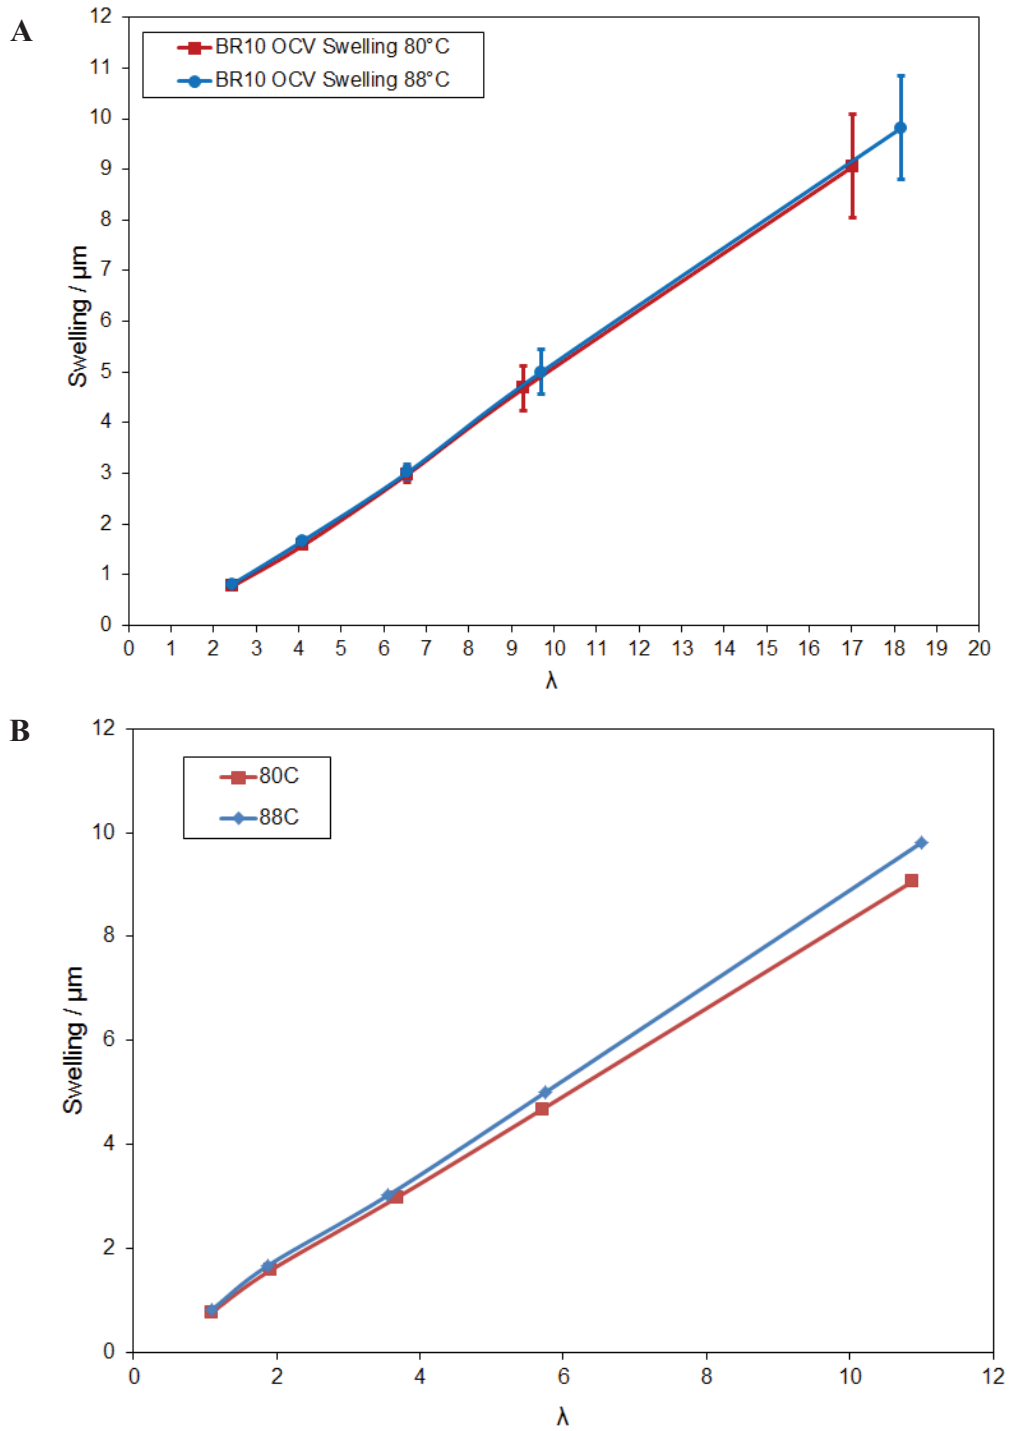 A
BR10 OCV Swelling 80°C
BR10 OCV Swelling 88°C
12
11
10
9
8
7
6
5
4
3
2
1
0
Swelling / µm
0 1 2 3 4 5 6 7 8 9 10 11 12 13 14 15 16 17 18 19 20
λ
B
80C
88C
12
10
8
6
4
2
0
Swelling / µm
0 2 4 6 8 10 12
λ